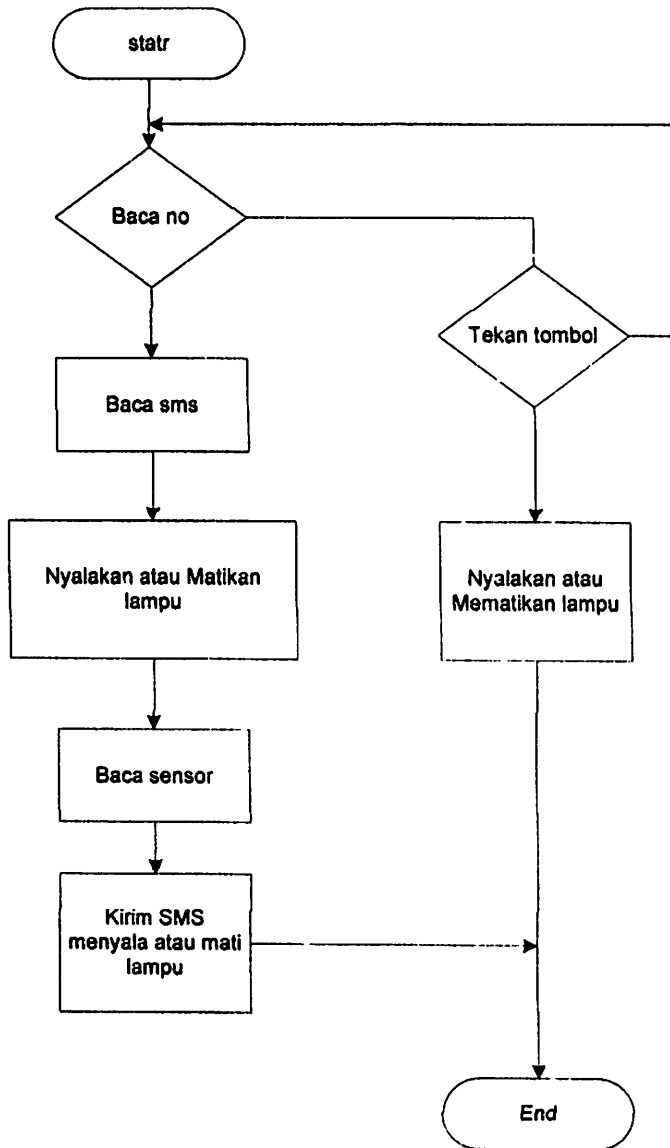 statr
Baca no
Tekan tombol
Baca sms
Nyalakan atau Matikan
lampu
Nyalakan atau
Mematikan lampu
Baca sensor
Kirim SMS
menyala atau mati
lampu
End